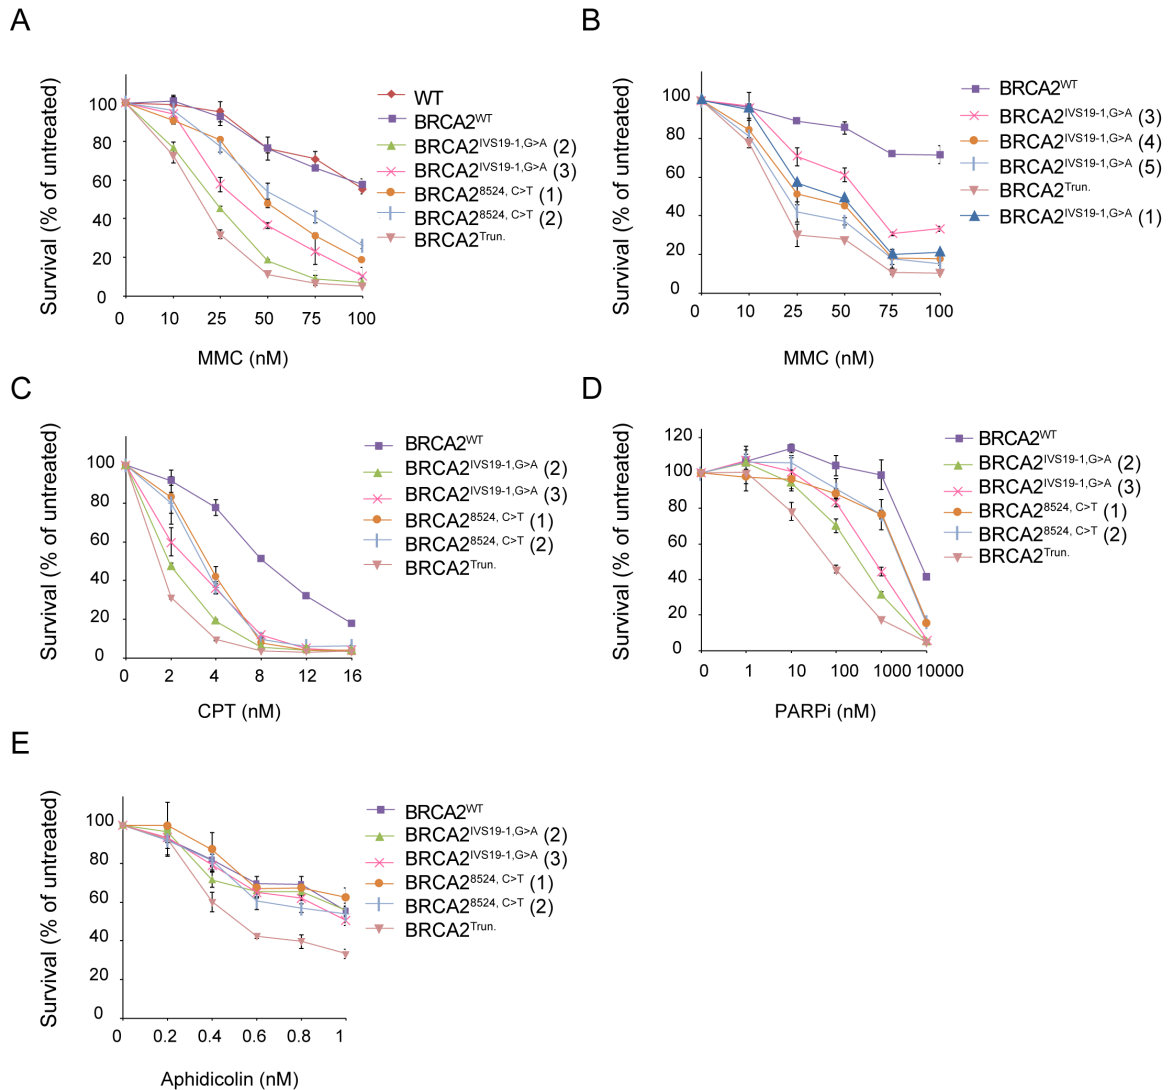 A
B
Survival (% of untreated)
100
80
60
40
20
0
0 10 25 50 75 100
MMC (nM)
WT
BRCA2WT
BRCA2IVS19-1,G>A (2)
BRCA2IVS19-1,G>A (3)
BRCA28524, C>T (1)
BRCA28524, C>T (2)
BRCA2Trun.
Survival (% of untreated)
100
80
60
40
20
0
0 10 25 50 75 100
MMC (nM)
BRCA2WT
BRCA2IVS19-1,G>A (3)
BRCA2IVS19-1,G>A (4)
BRCA2IVS19-1,G>A (5)
BRCA2Trun.
BRCA2IVS19-1,G>A (1)
C
D
Survival (% of untreated)
100
80
60
40
20
0
0 2 4 8 12 16
CPT (nM)
BRCA2WT
BRCA2IVS19-1,G>A (2)
BRCA2IVS19-1,G>A (3)
BRCA28524, C>T (1)
BRCA28524, C>T (2)
BRCA2Trun.
Survival (% of untreated)
120
100
80
60
40
20
0
0 1 10 100 1000 10000
PARPi (nM)
BRCA2WT
BRCA2IVS19-1,G>A (2)
BRCA2IVS19-1,G>A (3)
BRCA28524, C>T (1)
BRCA28524, C>T (2)
BRCA2Trun.
E
Survival (% of untreated)
100
80
60
40
20
0
0 0.2 0.4 0.6 0.8 1
Aphidicolin (nM)
BRCA2WT
BRCA2IVS19-1,G>A (2)
BRCA2IVS19-1,G>A (3)
BRCA28524, C>T (1)
BRCA28524, C>T (2)
BRCA2Trun.